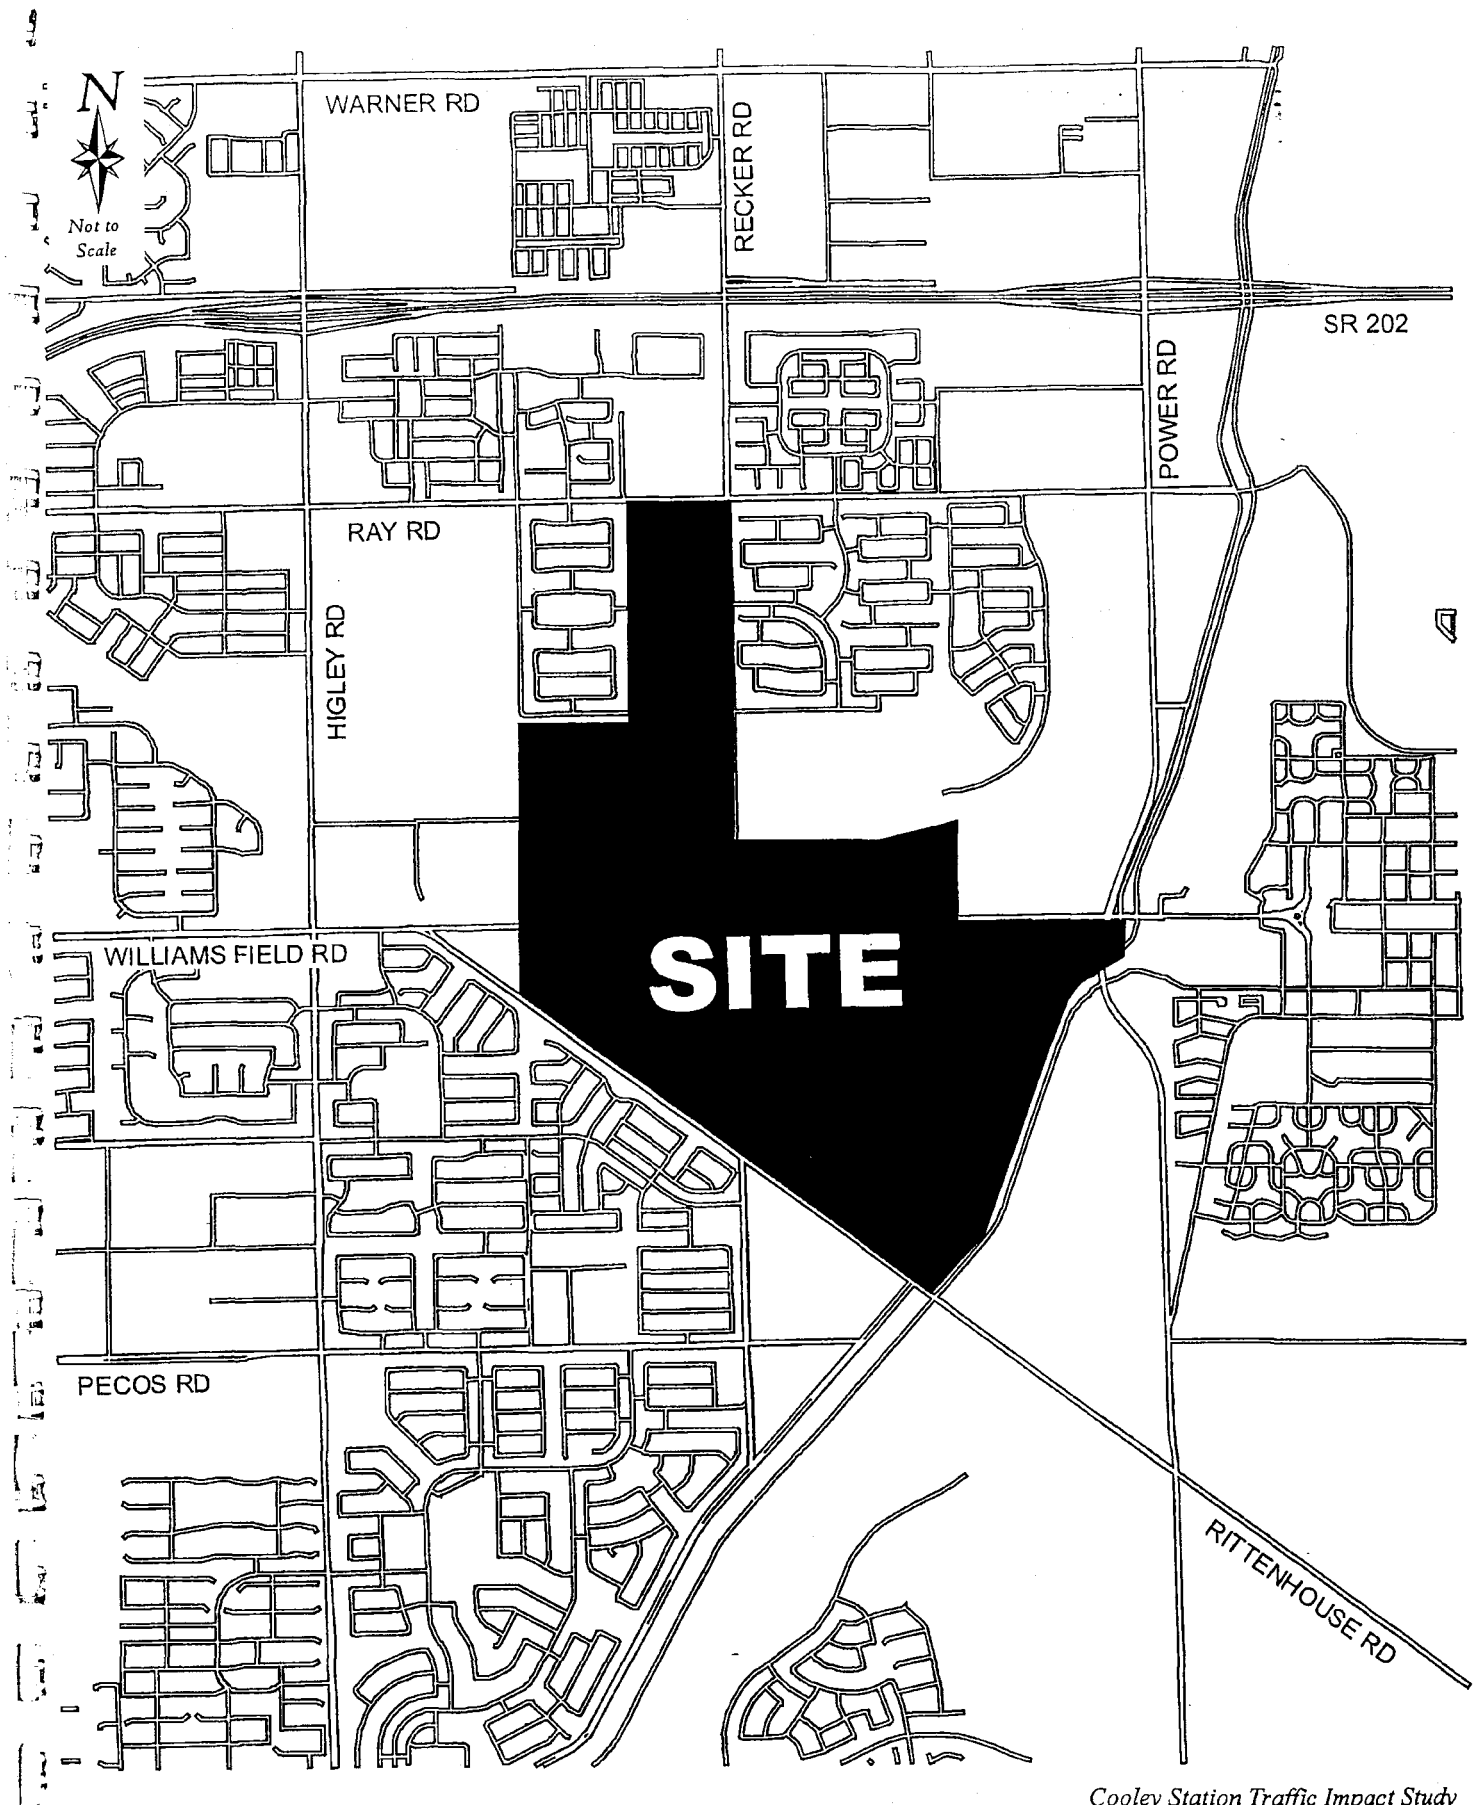 N
Not to
Scale
WARNER RD
RECKER RD
SR 202
POWER RD
RAY RD
HIGLEY RD
SITE
WILLIAMS FIELD RD
PECOS RD
RITTENHOUSE RD
Cooley Station Traffic Impact Study